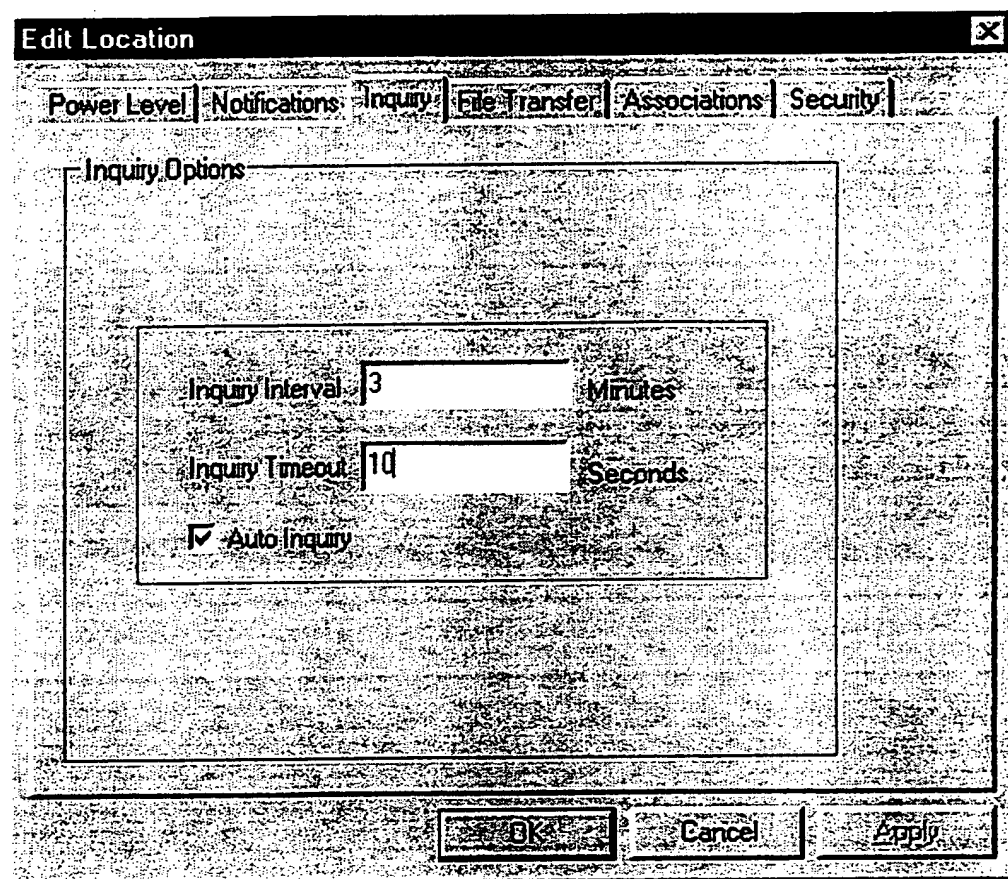 Edit Location
Power Level Notifications Inquiry File Transfer Associations Security
Inquiry Options
Inquiry Interval 3 Minutes
Inquiry Timeout 10 Seconds
Auto Inquiry
OK Cancel Apply